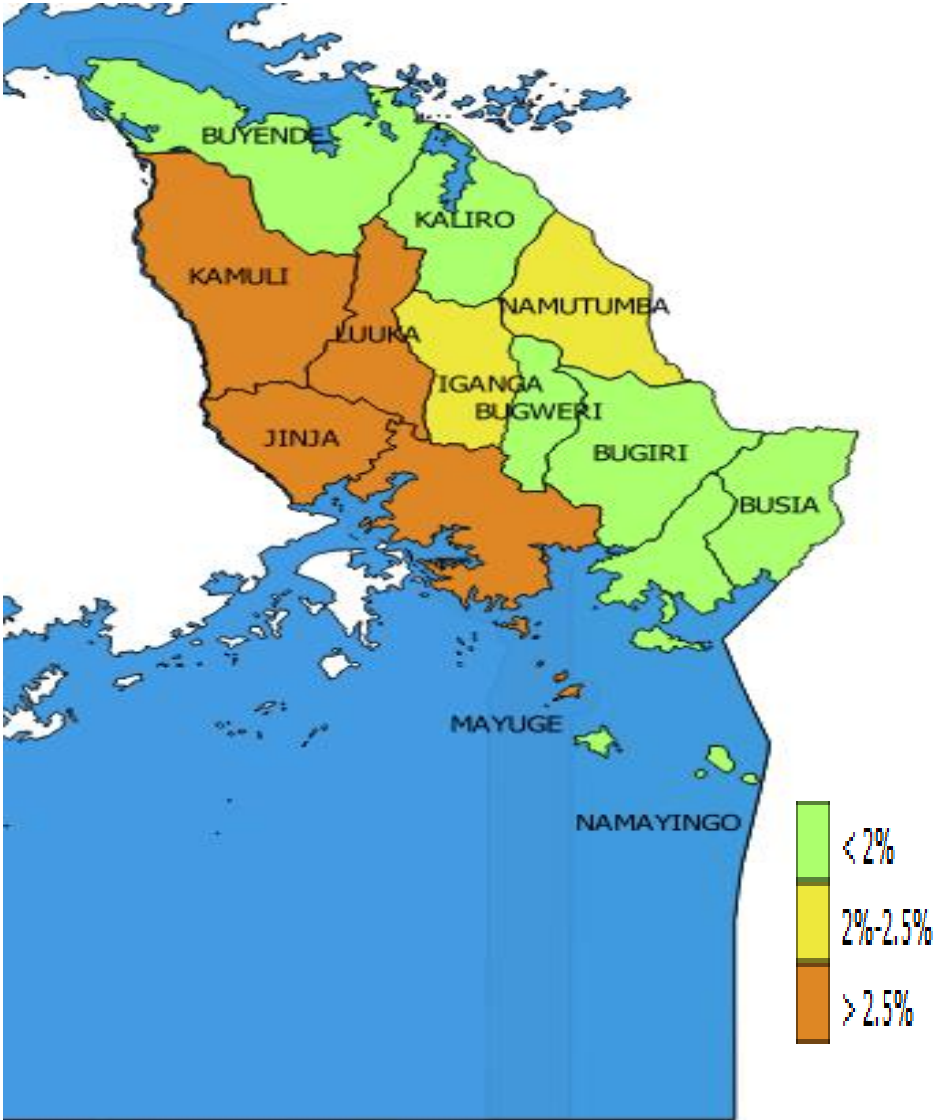 BUYENDE
KALIRO
KAMULI
NAMUTUMBA
LUUKA
IGANGA
BUGWERI
JINJA
BUGIRI
BUSIA
MAYUGE
NAMAYINGO
< 2%
2%-2.5%
> 2.5%